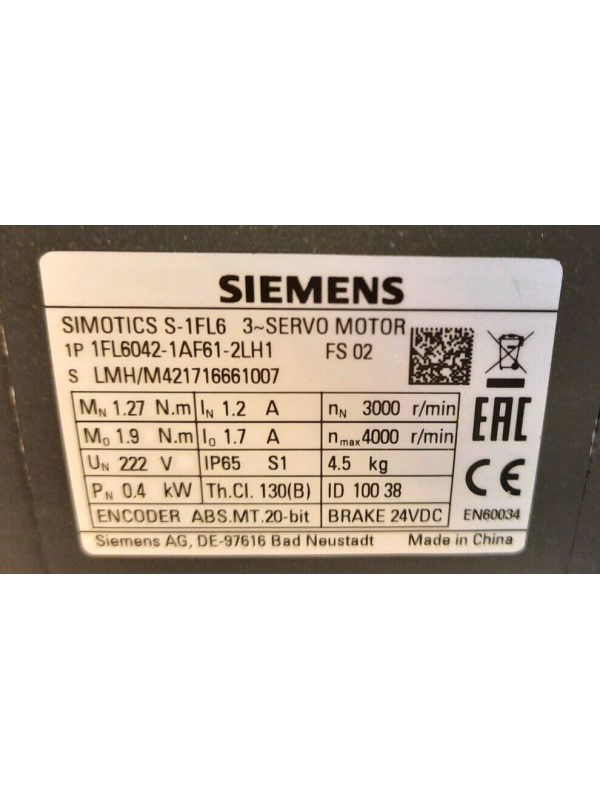 SIEMENS
SIMOTICS S-1FL6 3~SERVO MOTOR
1P 1FL6042-1AF61-2LH1 FS 02
S LMH/M421716661007
MN 1.27 N.m IN 1.2 A nN 3000 r/min
M0 1.9 N.m I0 1.7 A nmax4000 r/min
UN 222 V IP65 S1 4.5 kg
PN 0.4 kW Th.Cl. 130(B) ID 100 38
ENCODER ABS.MT.20-bit BRAKE 24VDC
EAC
CE
EN60034
Siemens AG, DE-97616 Bad Neustadt Made in China